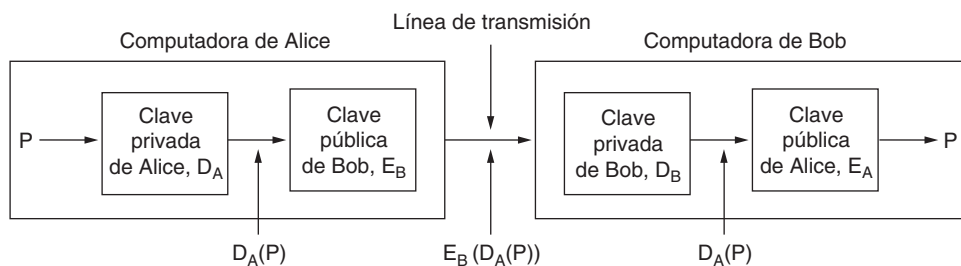 Línea de transmisión
Computadora de Alice
Computadora de Bob
P
Clave
privada
de Alice, D_A
Clave
pública
de Bob, E_B
Clave
privada
de Bob, D_B
Clave
pública
de Alice, E_A
P
D_A(P)
E_B (D_A(P))
D_A(P)